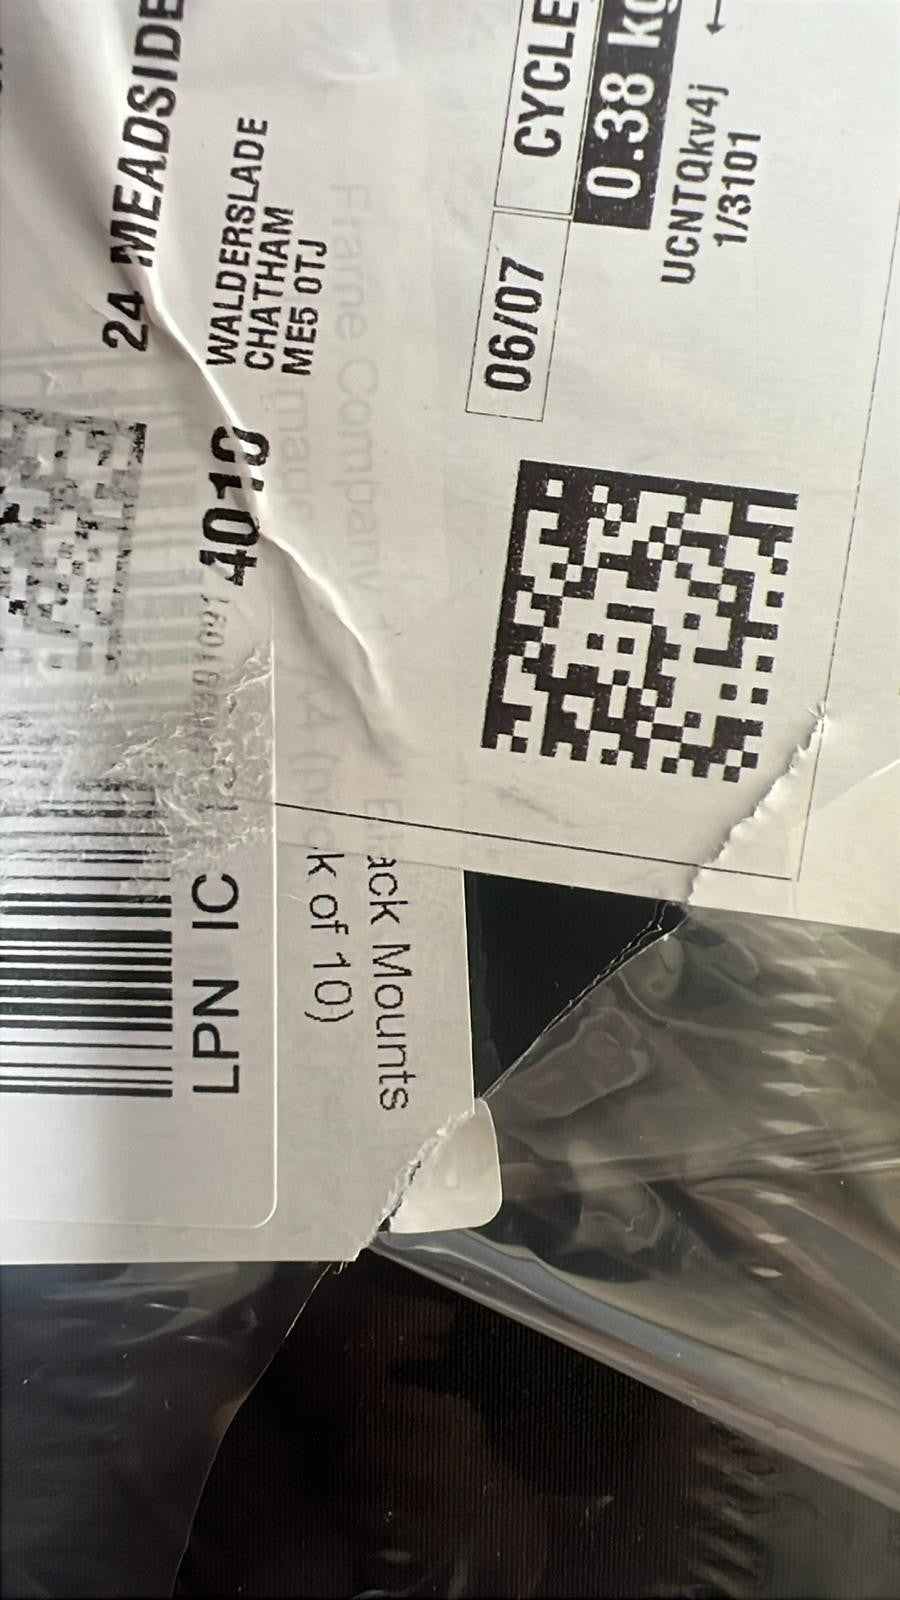 24 MEADSIDE
WALDERSLADE
CHATHAM
ME5 0TJ
4010
CYCLE
06/07
0.38 kg
UCNTQkv4j
1/3101
Frame Company
Black Mounts
k of 10)
LPN IC